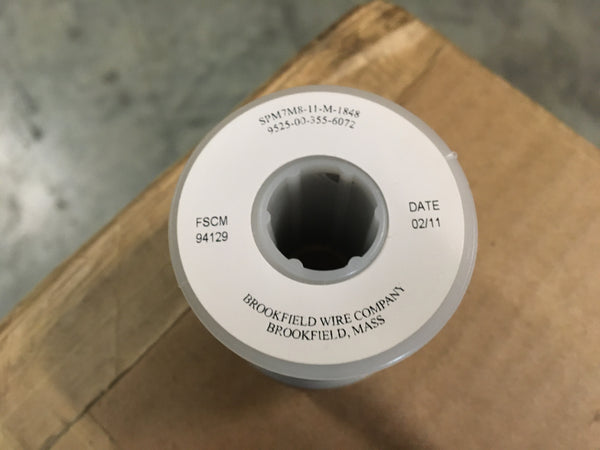 SPM7M8-11-M-1848
9525-00-355-6072
FSCM
94129
DATE
02/11
BROOKFIELD WIRE COMPANY
BROOKFIELD, MASS